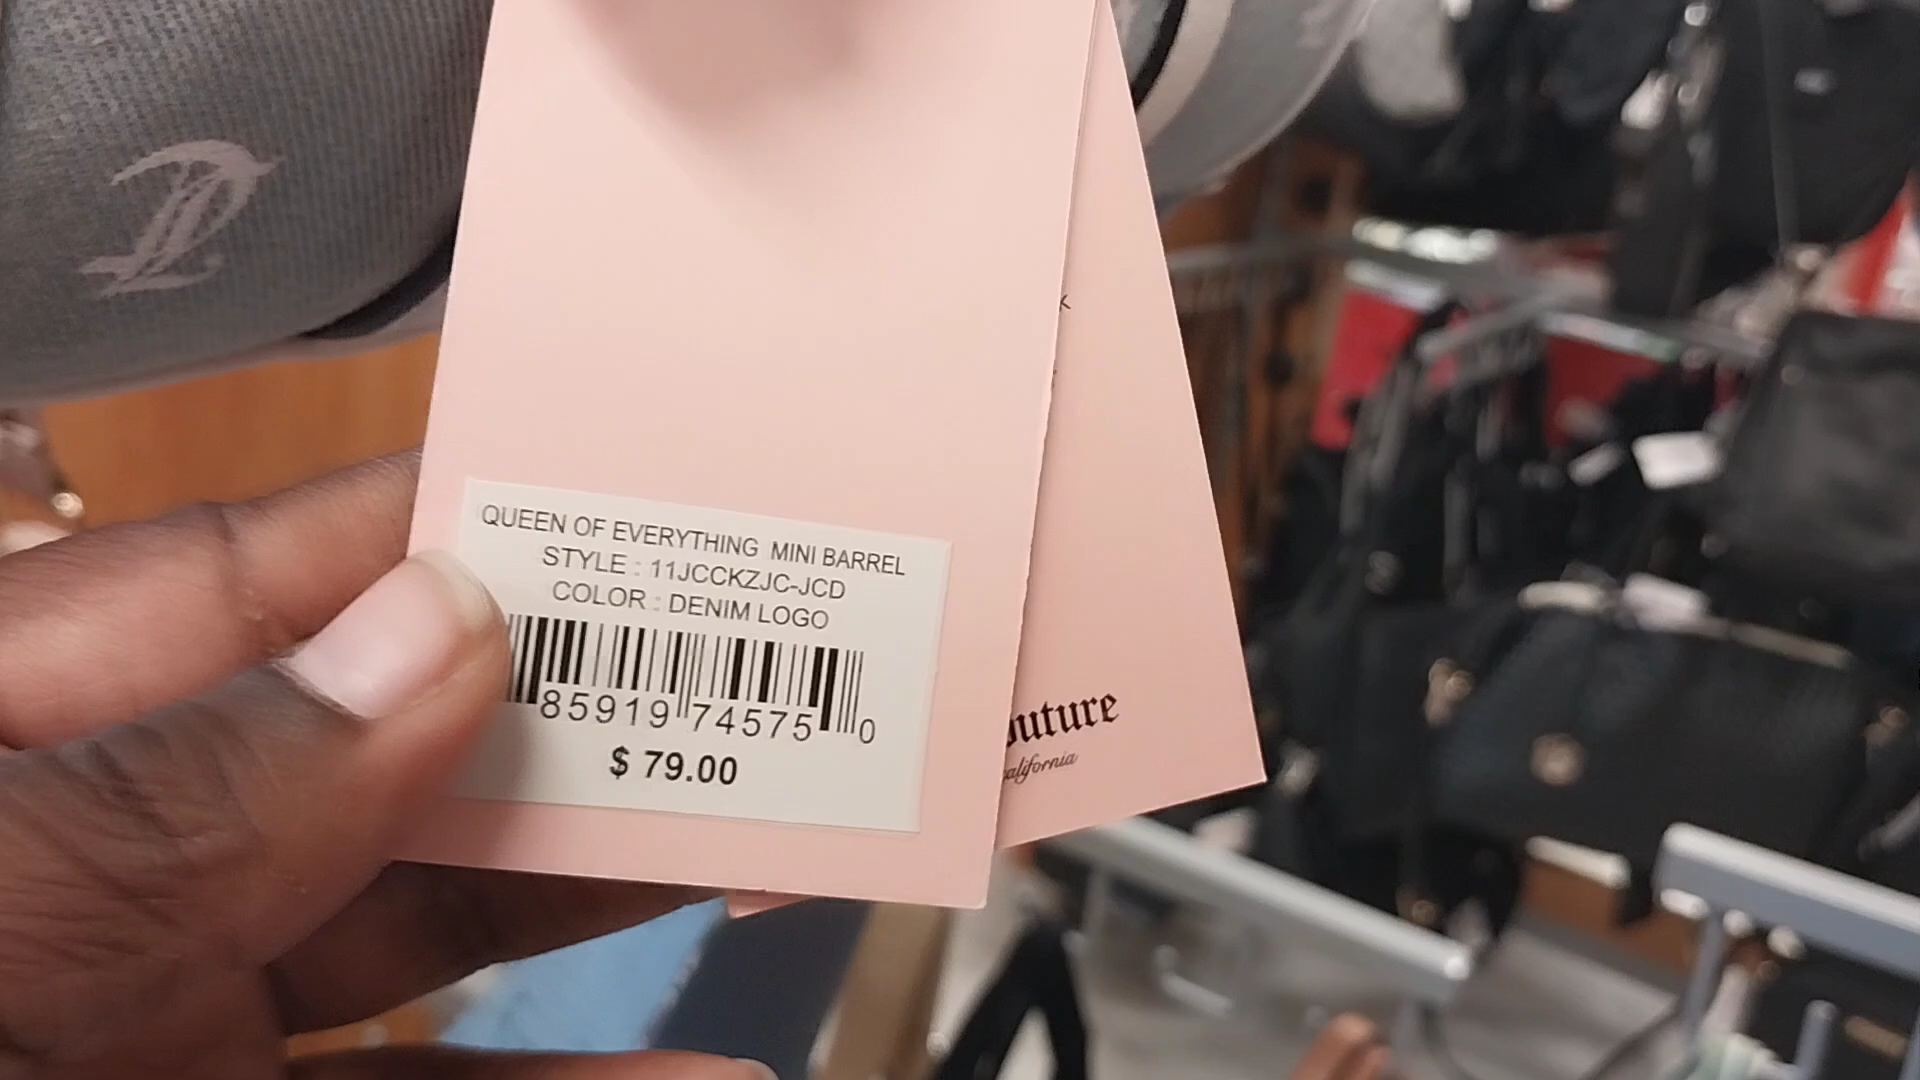 QUEEN OF EVERYTHING MINI BARREL
STYLE : 11JCCKZJC-JCD
COLOR : DENIM LOGO
85919 74575 0
$ 79.00
outure
alifornia